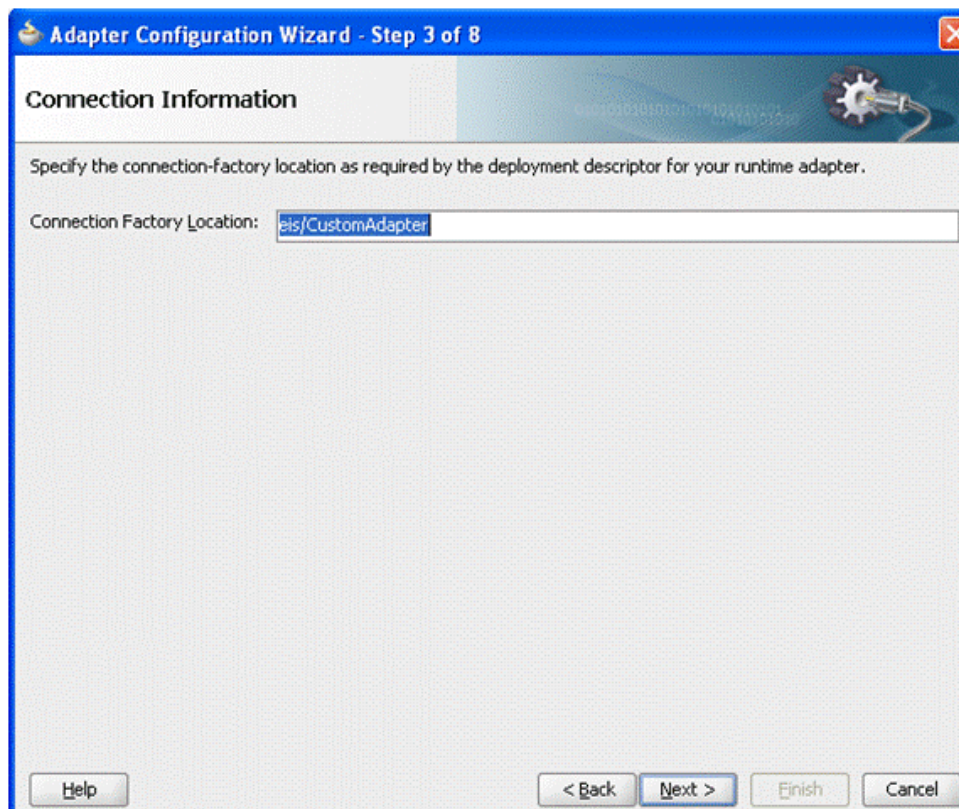 Adapter Configuration Wizard - Step 3 of 8
Connection Information
Specify the connection-factory location as required by the deployment descriptor for your runtime adapter.
Connection Factory Location: eis/CustomAdapter
Help < Back Next > Finish Cancel